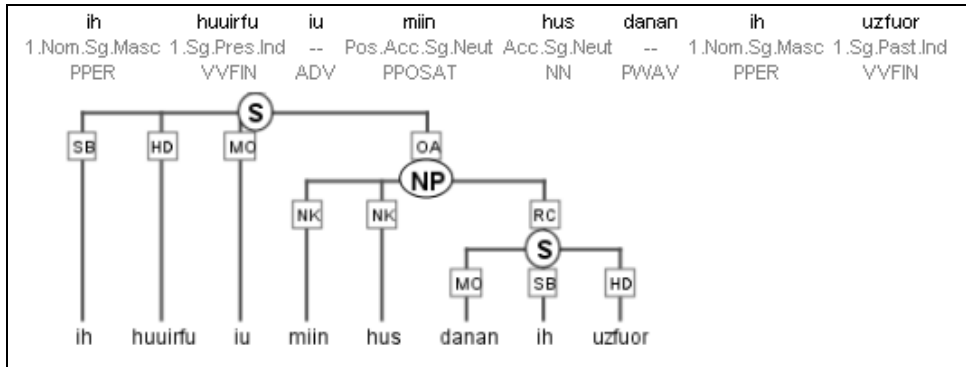 ih huuirfu iu miin hus danan ih uzfuor
1.Nom.Sg.Masc 1.Sg.Pres.Ind -- Pos.Acc.Sg.Neut Acc.Sg.Neut -- 1.Nom.Sg.Masc 1.Sg.Past.Ind
PPER VVFIN ADV PPOSAT NN PWAV PPER VVFIN
S
SB HD MO OA
NP
NK NK RC
S
MO SB HD
ih huuirfu iu miin hus danan ih uzfuor